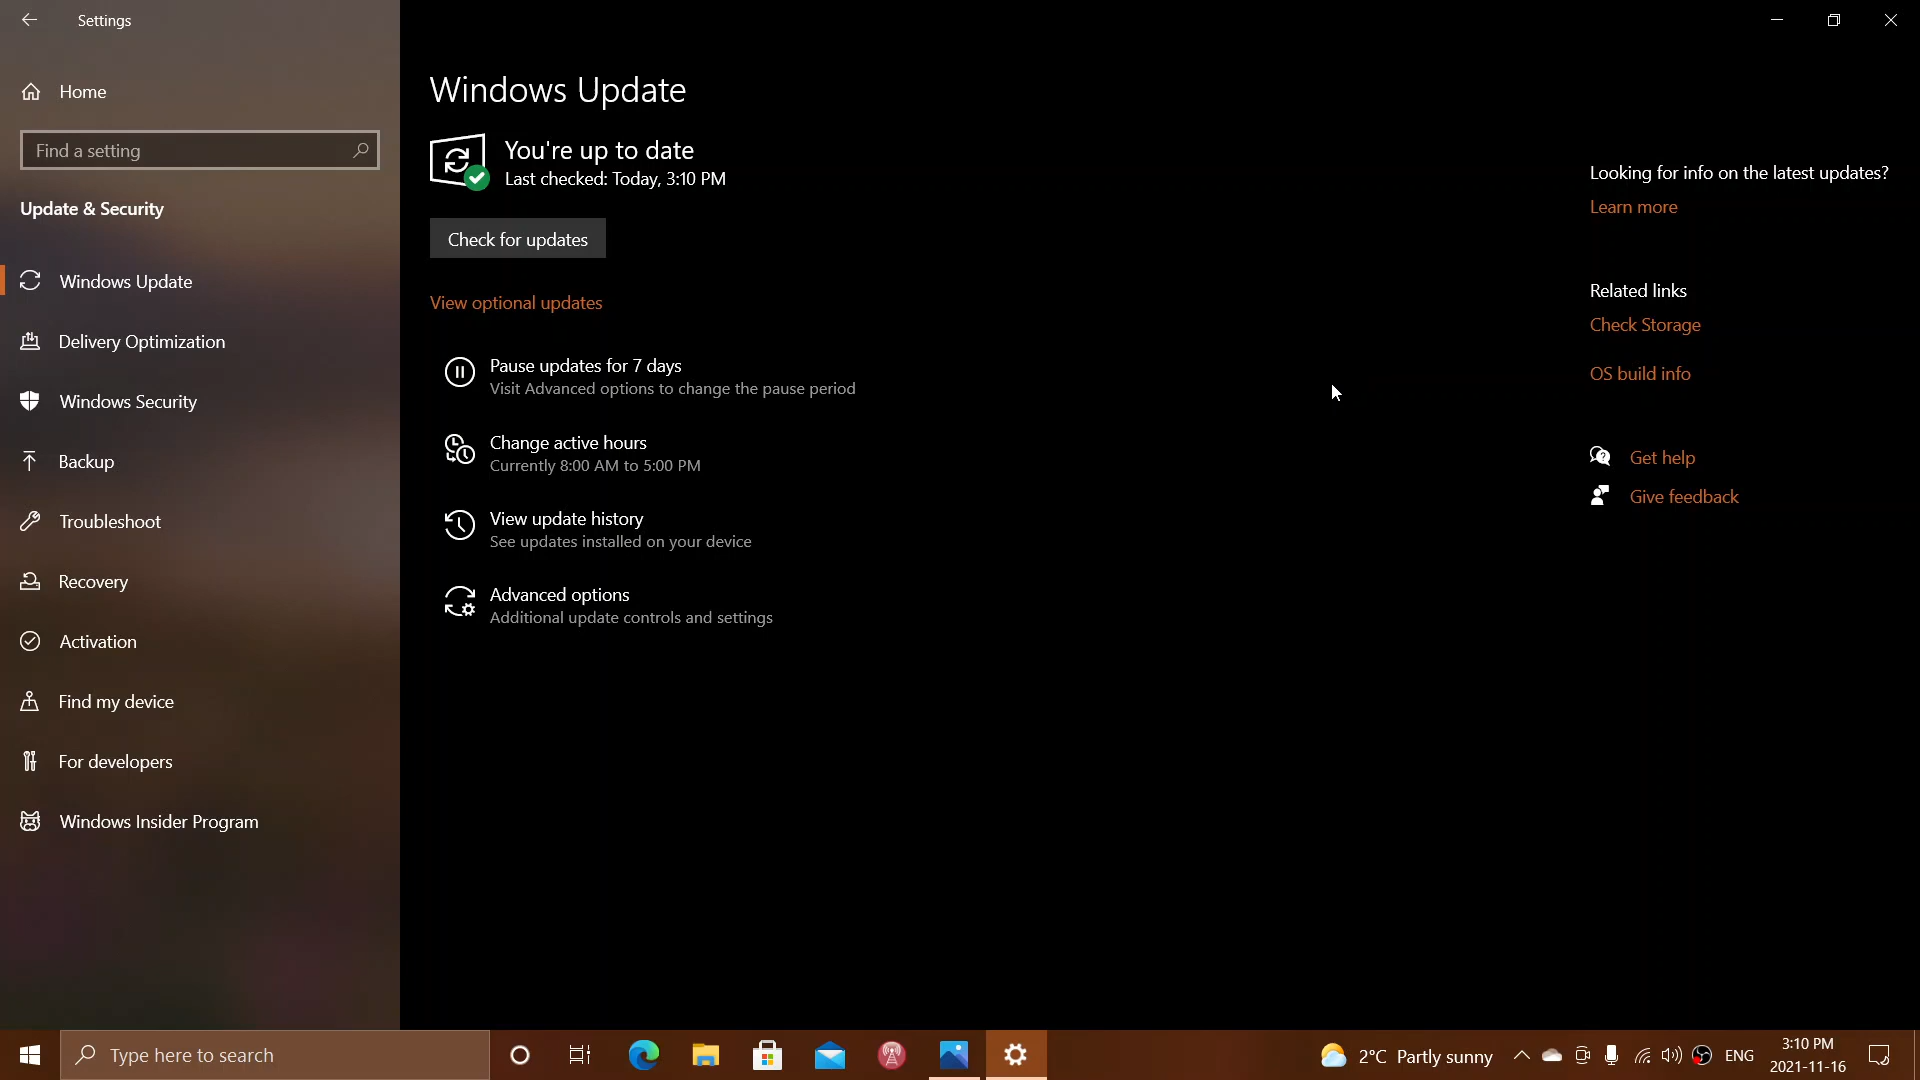 Settings
Home
Find a setting
Update & Security
Windows Update
Delivery Optimization
Windows Security
Backup
Troubleshoot
Recovery
Activation
Find my device
For developers
Windows Insider Program
Windows Update
You're up to date
Last checked: Today, 3:10 PM
Check for updates
View optional updates
Pause updates for 7 days
Visit Advanced options to change the pause period
Change active hours
Currently 8:00 AM to 5:00 PM
View update history
See updates installed on your device
Advanced options
Additional update controls and settings
Looking for info on the latest updates?
Learn more
Related links
Check Storage
OS build info
Get help
Give feedback
Type here to search
2°C Partly sunny
ENG
3:10 PM
2021-11-16